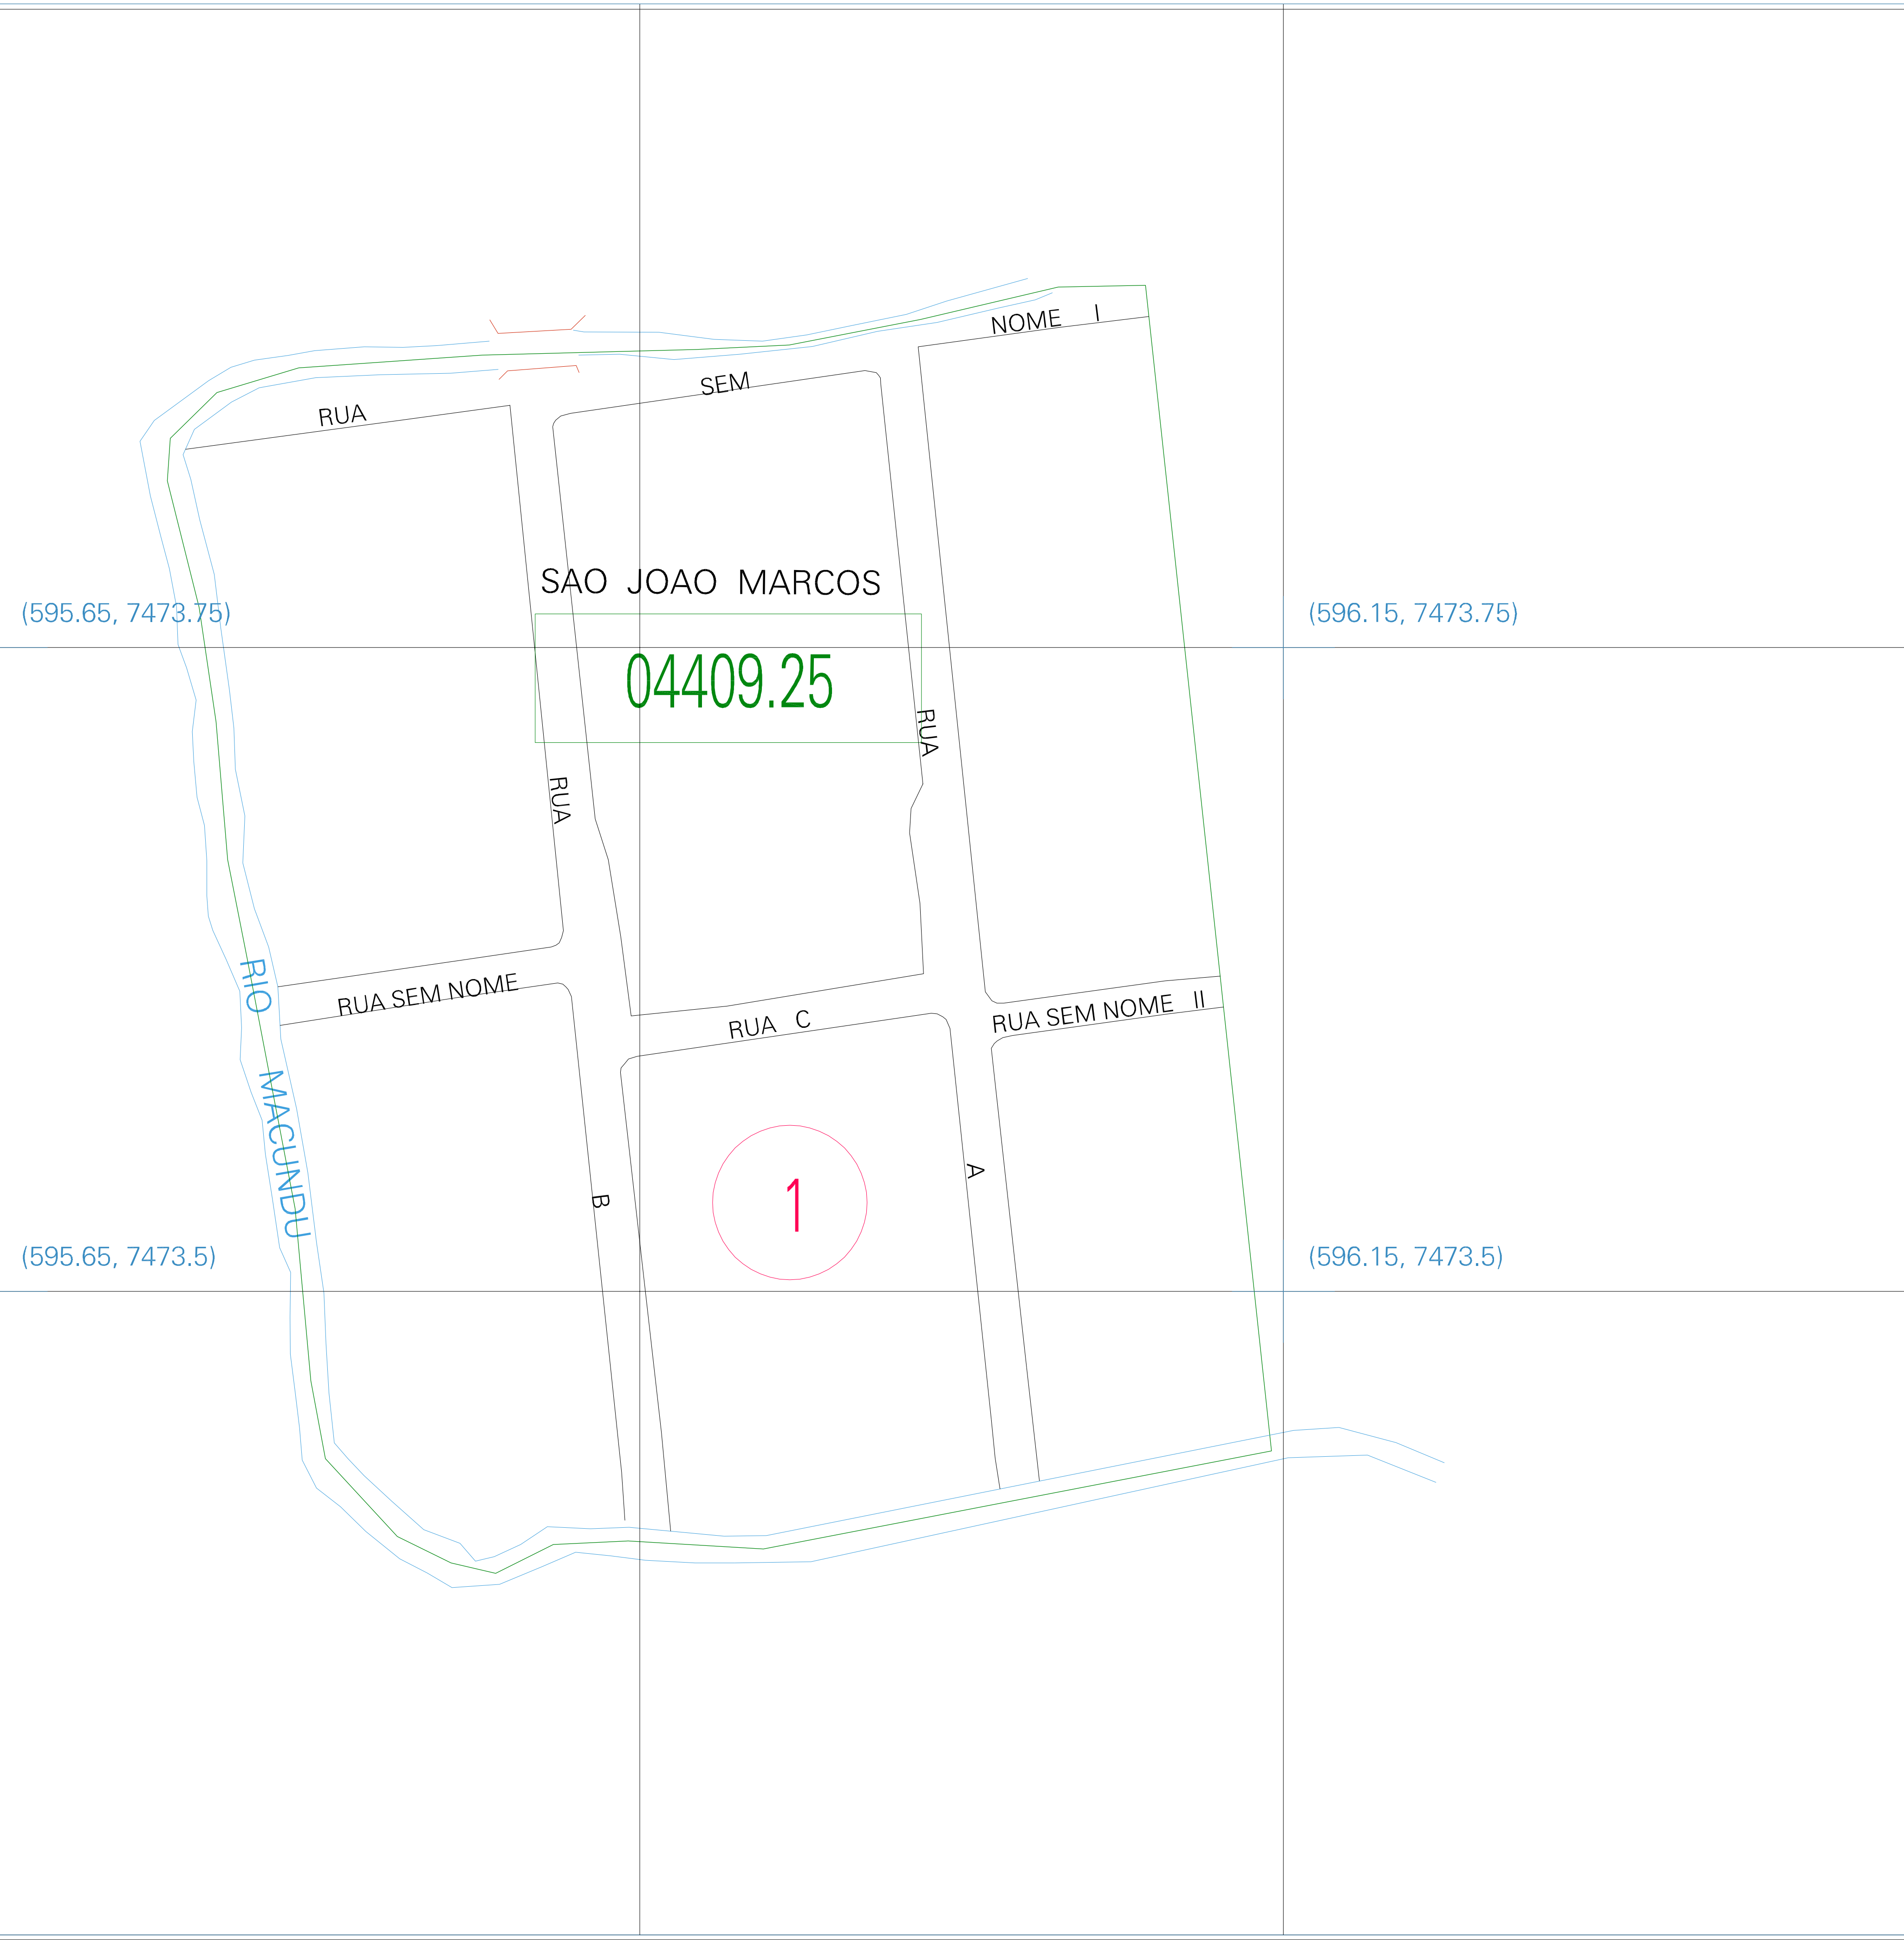 NOME I
SEM
RUA
SAO JOAO MARCOS
(595.65, 7473.75)
(596.15, 7473.75)
04409.25
RUA
RUA
RIO MACUNDU
RUA SEM NOME
RUA C
RUA SEM NOME II
A
B
1
(595.65, 7473.5)
(596.15, 7473.5)